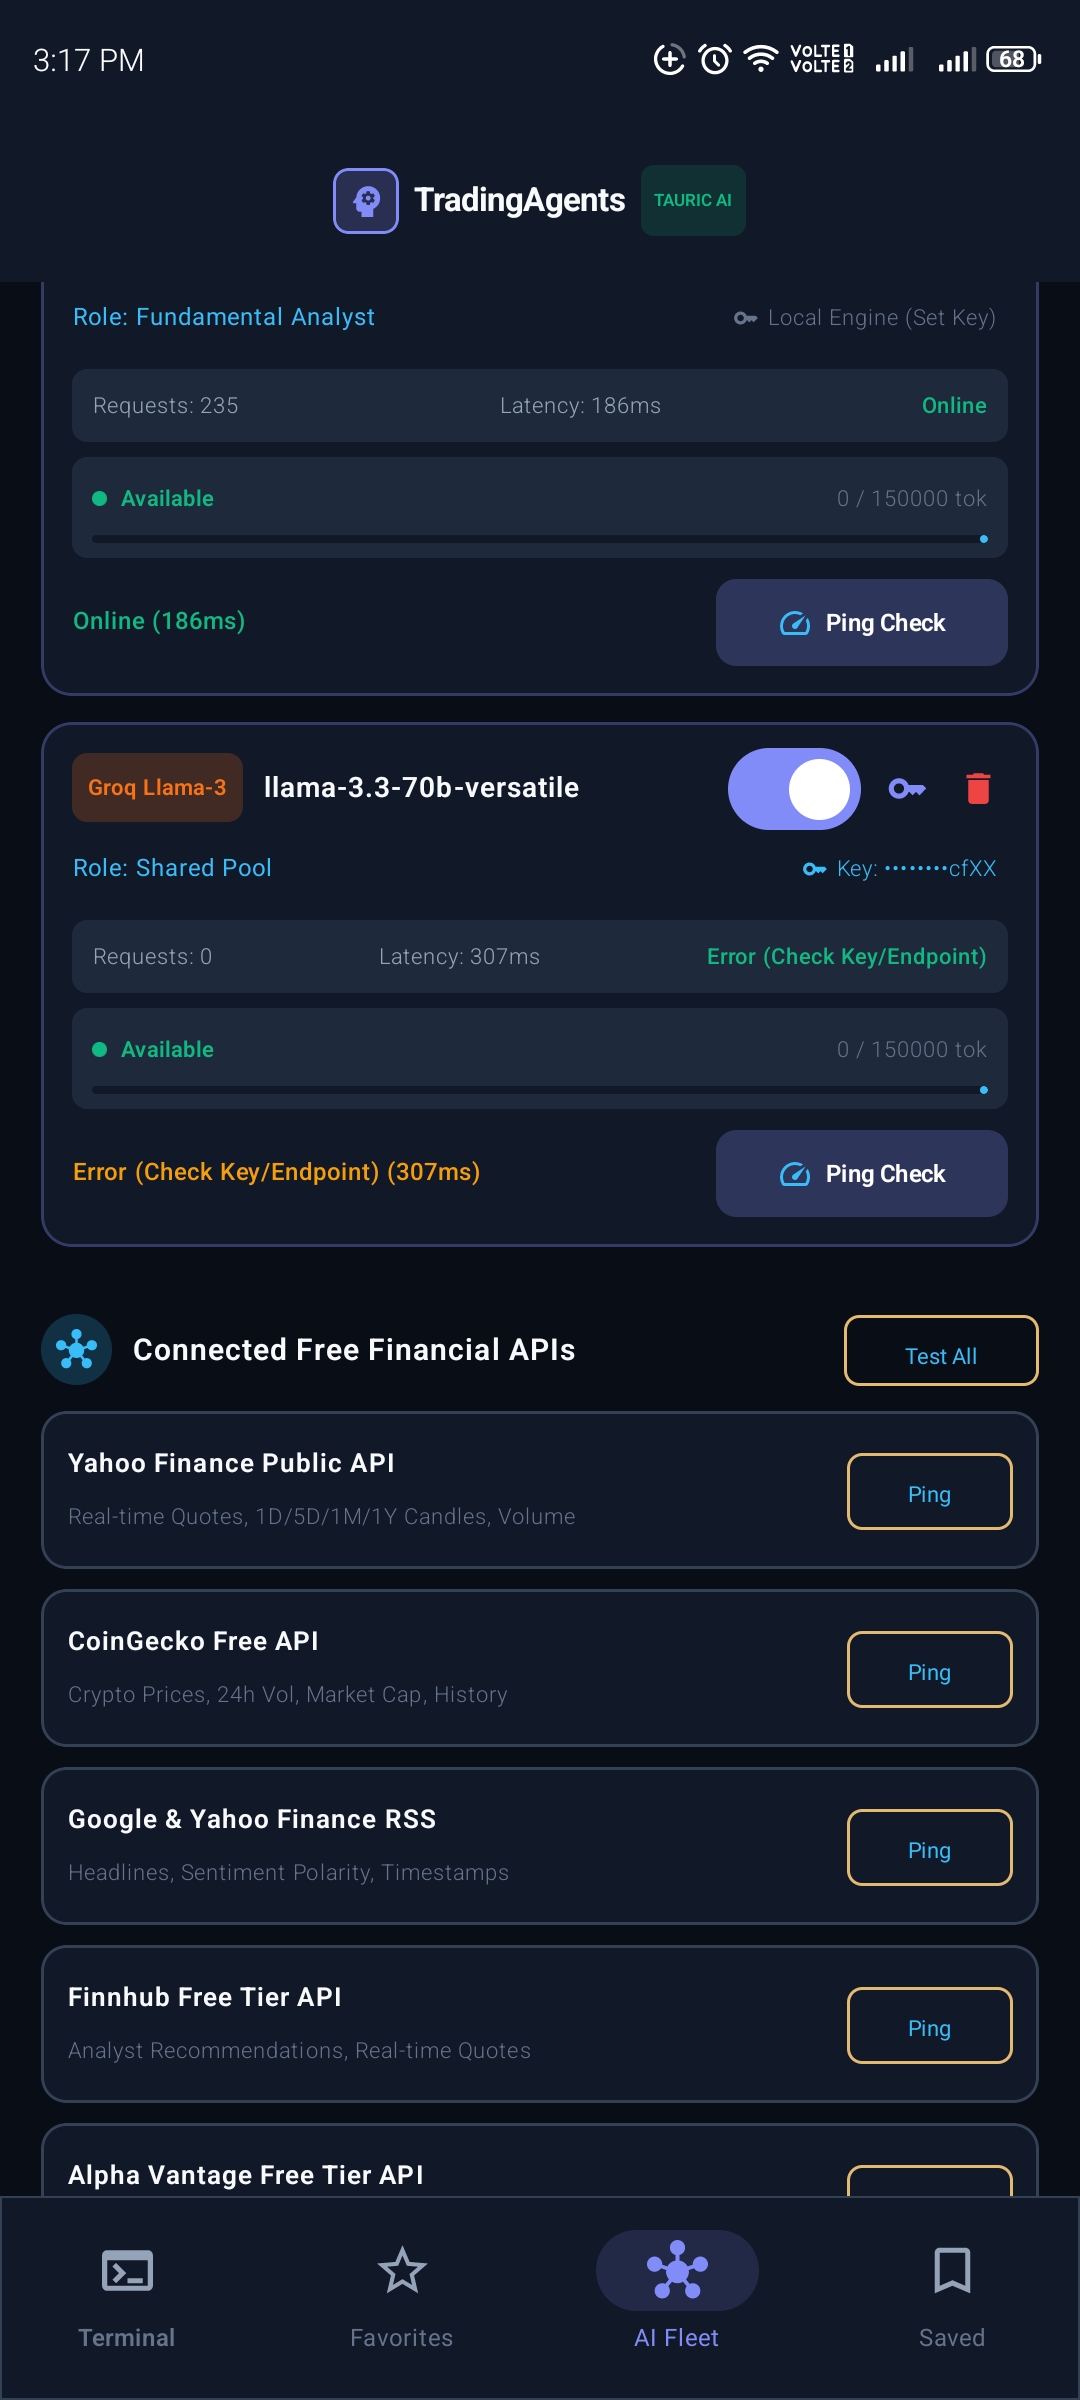 3:17 PM
VoLTE 1
VoLTE 2
68
TradingAgents
TAURIC AI
Role: Fundamental Analyst
Local Engine (Set Key)
Requests: 235
Latency: 186ms
Online
Available
0 / 150000 tok
Online (186ms)
Ping Check
Groq Llama-3
llama-3.3-70b-versatile
Role: Shared Pool
Key: ••••••••cfXX
Requests: 0
Latency: 307ms
Error (Check Key/Endpoint)
Available
0 / 150000 tok
Error (Check Key/Endpoint) (307ms)
Ping Check
Connected Free Financial APIs
Test All
Yahoo Finance Public API
Real-time Quotes, 1D/5D/1M/1Y Candles, Volume
Ping
CoinGecko Free API
Crypto Prices, 24h Vol, Market Cap, History
Ping
Google & Yahoo Finance RSS
Headlines, Sentiment Polarity, Timestamps
Ping
Finnhub Free Tier API
Analyst Recommendations, Real-time Quotes
Ping
Alpha Vantage Free Tier API
Terminal
Favorites
AI Fleet
Saved